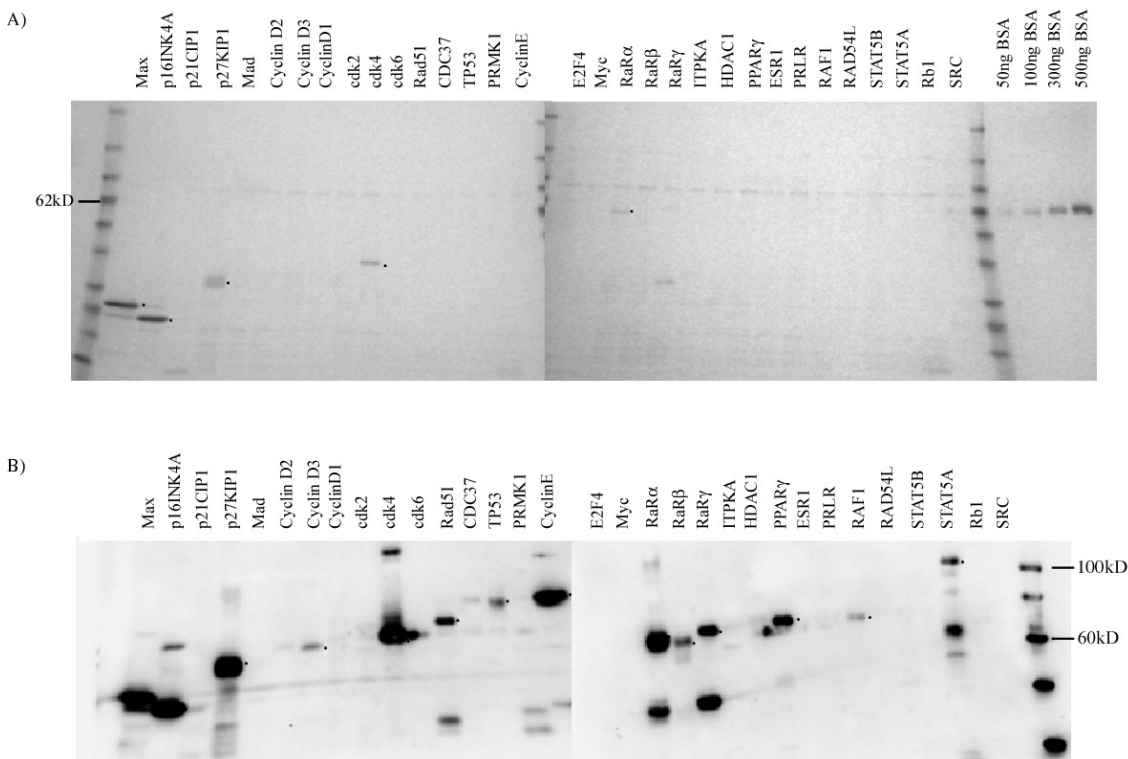 A)
Max
p16INK4A
p21CIP1
p27KIP1
Mad
Cyclin D2
Cyclin D3
CyclinD1
cdk2
cdk4
cdk6
Rad51
CDC37
TP53
PRMK1
CyclinE
E2F4
Myc
RaRα
RaRβ
RaRγ
ITPKA
HDAC1
PPARγ
ESR1
PRLR
RAF1
RAD54L
STAT5B
STAT5A
Rb1
SRC
50ng BSA
100ng BSA
300ng BSA
500ng BSA
62kD
B)
Max
p16INK4A
p21CIP1
p27KIP1
Mad
Cyclin D2
Cyclin D3
CyclinD1
cdk2
cdk4
cdk6
Rad51
CDC37
TP53
PRMK1
CyclinE
E2F4
Myc
RaRα
RaRβ
RaRγ
ITPKA
HDAC1
PPARγ
ESR1
PRLR
RAF1
RAD54L
STAT5B
STAT5A
Rb1
SRC
100kD
60kD